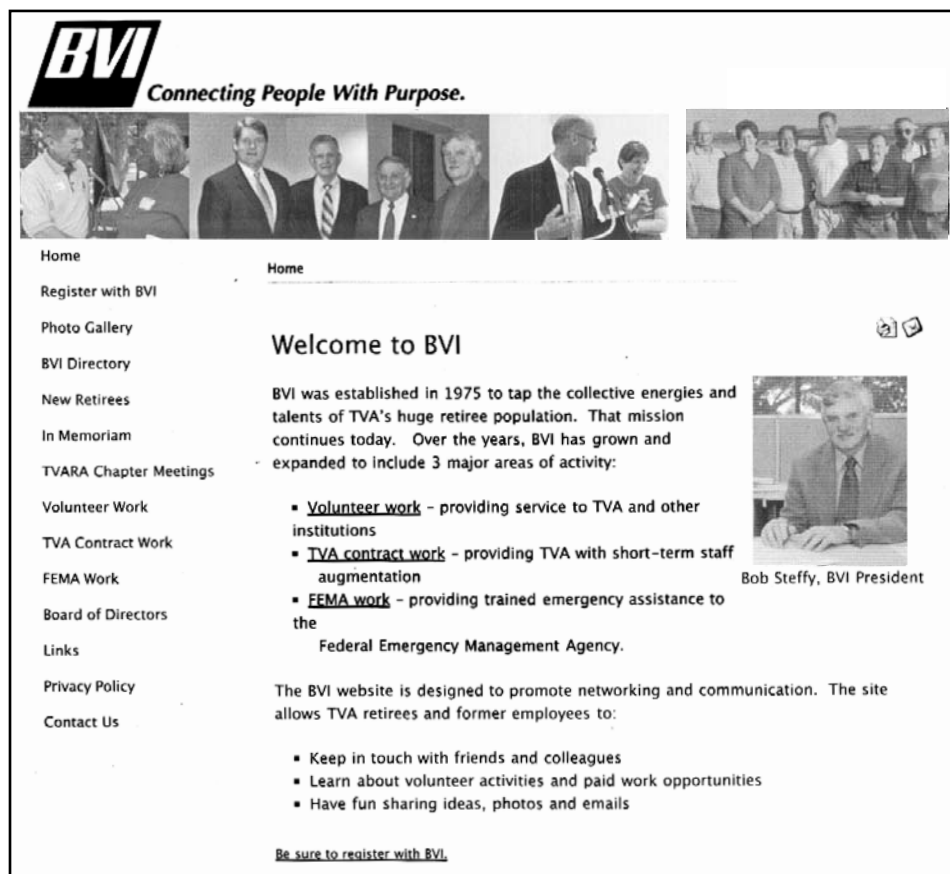 BVI
Connecting People With Purpose.
Home
Register with BVI
Photo Gallery
BVI Directory
New Retirees
In Memoriam
TVARA Chapter Meetings
Volunteer Work
TVA Contract Work
FEMA Work
Board of Directors
Links
Privacy Policy
Contact Us
Home
Welcome to BVI
BVI was established in 1975 to tap the collective energies and
talents of TVA's huge retiree population. That mission
continues today. Over the years, BVI has grown and
expanded to include 3 major areas of activity:
▪ Volunteer work – providing service to TVA and other
institutions
▪ TVA contract work – providing TVA with short-term staff
augmentation
▪ FEMA work – providing trained emergency assistance to
the
Federal Emergency Management Agency.
Bob Steffy, BVI President
The BVI website is designed to promote networking and communication. The site
allows TVA retirees and former employees to:
▪ Keep in touch with friends and colleagues
▪ Learn about volunteer activities and paid work opportunities
▪ Have fun sharing ideas, photos and emails
Be sure to register with BVI.